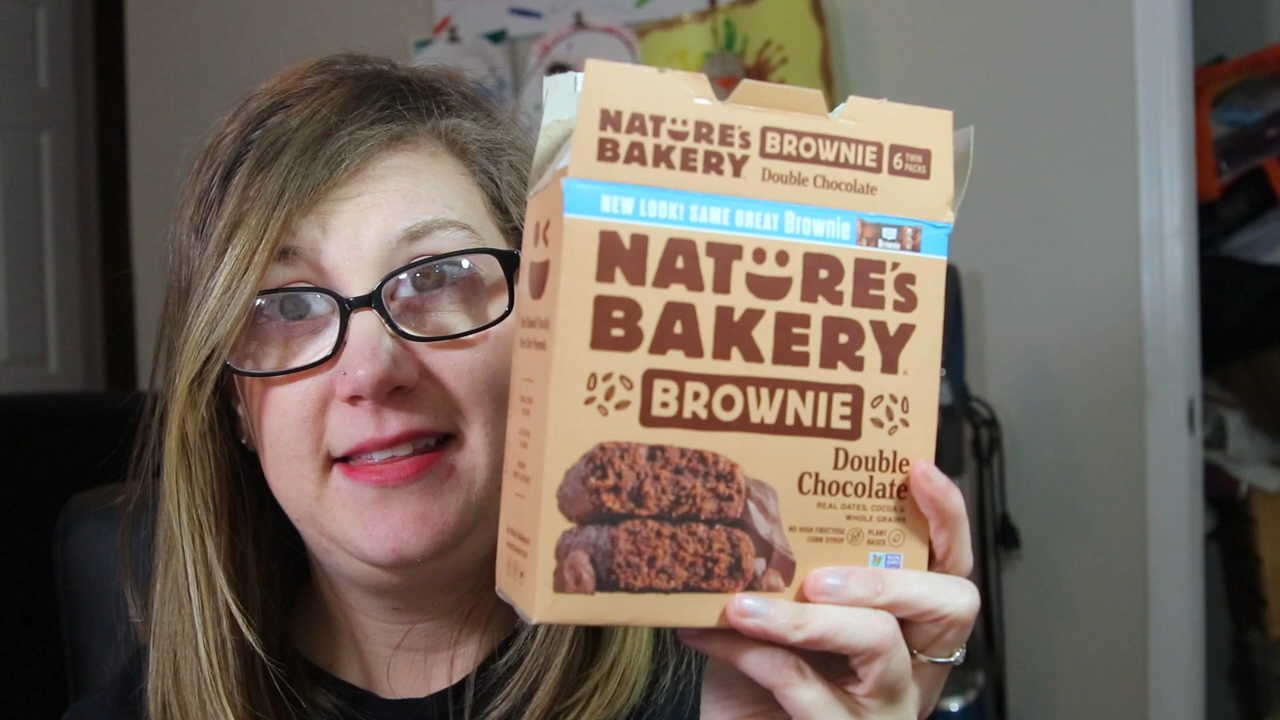 NATURE'S
BAKERY
BROWNIE
6 TWIN
PACKS
Double Chocolate
NEW LOOK! SAME GREAT Brownie
NATURE'S
BAKERY
BROWNIE
Double
Chocolate
REAL DATES, COCOA &
WHOLE GRAINS
NO HIGH FRUCTOSE
CORN SYRUP
PLANT
BASED